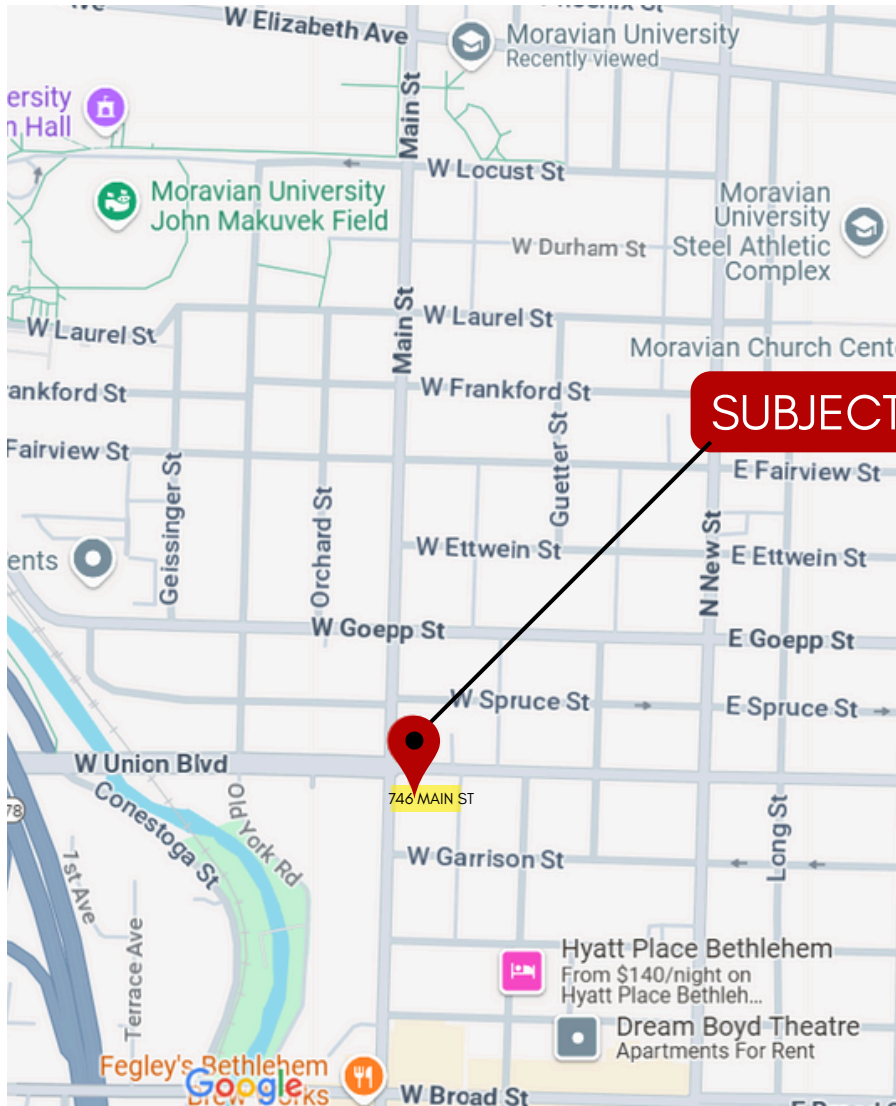 W Elizabeth Ave
Moravian University
Recently viewed
ersity
n Hall
Main St
W Locust St
Moravian University
John Makuvek Field
Moravian
University
Steel Athletic
Complex
W Durham St
Main St
W Laurel St
W Laurel St
Moravian Church Cente
ankford St
W Frankford St
SUBJECT
Fairview St
E Fairview St
Geissinger St
Orchard St
Guetter St
N New St
W Ettwein St
E Ettwein St
ents
W Goepp St
E Goepp St
W Spruce St
E Spruce St
W Union Blvd
746 MAIN ST
78
Conestoga St
Old York Rd
W Garrison St
Long St
1st Ave
Terrace Ave
Hyatt Place Bethlehem
From $140/night on
Hyatt Place Bethleh...
Dream Boyd Theatre
Apartments For Rent
Fegley's Bethlehem
Google
W Broad St